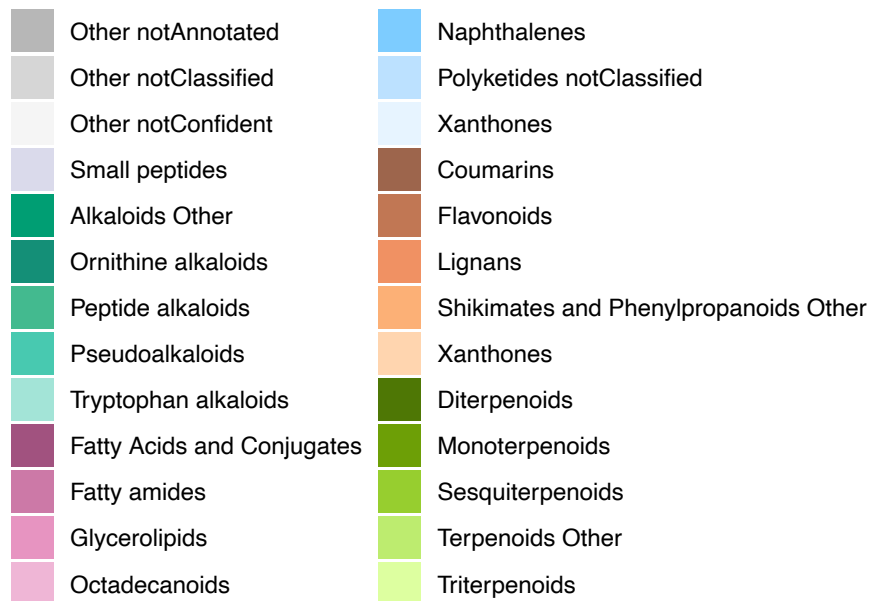 Other notAnnotated
Other notClassified
Other notConfident
Small peptides
Alkaloids Other
Ornithine alkaloids
Peptide alkaloids
Pseudoalkaloids
Tryptophan alkaloids
Fatty Acids and Conjugates
Fatty amides
Glycerolipids
Octadecanoids
Naphthalenes
Polyketides notClassified
Xanthones
Coumarins
Flavonoids
Lignans
Shikimates and Phenylpropanoids Other
Xanthones
Diterpenoids
Monoterpenoids
Sesquiterpenoids
Terpenoids Other
Triterpenoids